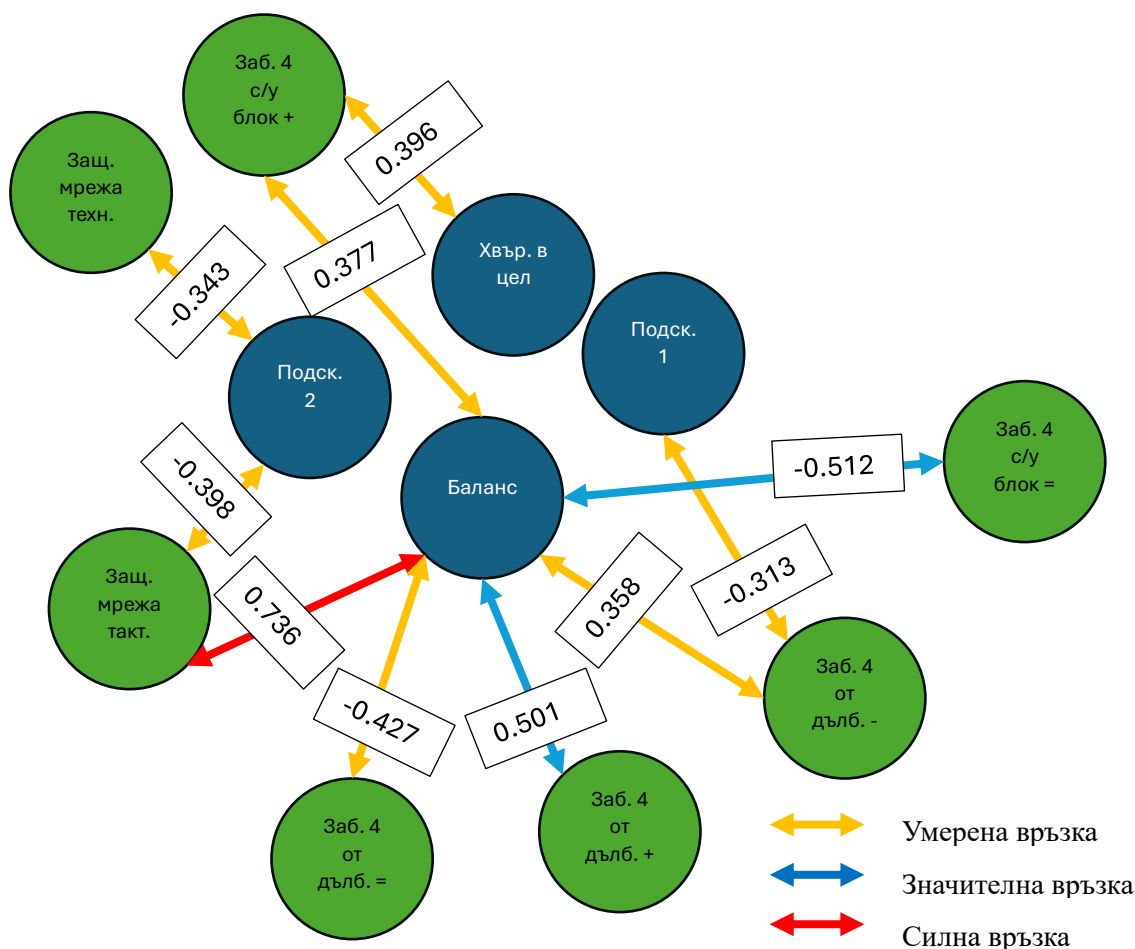 Заб. 4
с/у
блок +
0.396
Защ.
мрежа
техн.
0.377
Хвър. в
цел
-0.343
Подск.
1
Подск.
2
Заб. 4
с/у
блок =
-0.512
Баланс
-0.398
-0.313
0.358
Защ.
мрежа
такт.
0.736
Заб. 4
от
дълб. -
-0.427
0.501
Заб. 4
от
дълб. +
Заб. 4
от
дълб. =
Умерена връзка
Значителна връзка
Силна връзка